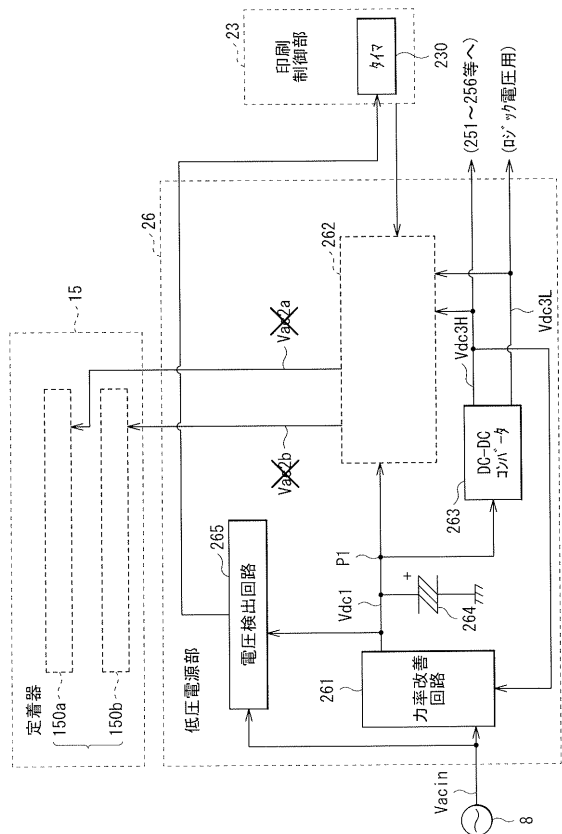 23
印刷
制御部
タイマ
230
26
262
(251～256等へ)
(ロジック電圧用)
15
Vac2a
Vac2b
Vdc3H
Vdc3L
DC-DC
コンバータ
263
定着器
150a
150b
265
電圧検出回路
P1
Vdc1
+
264
低圧電源部
261
力率改善
回路
Vacin
8